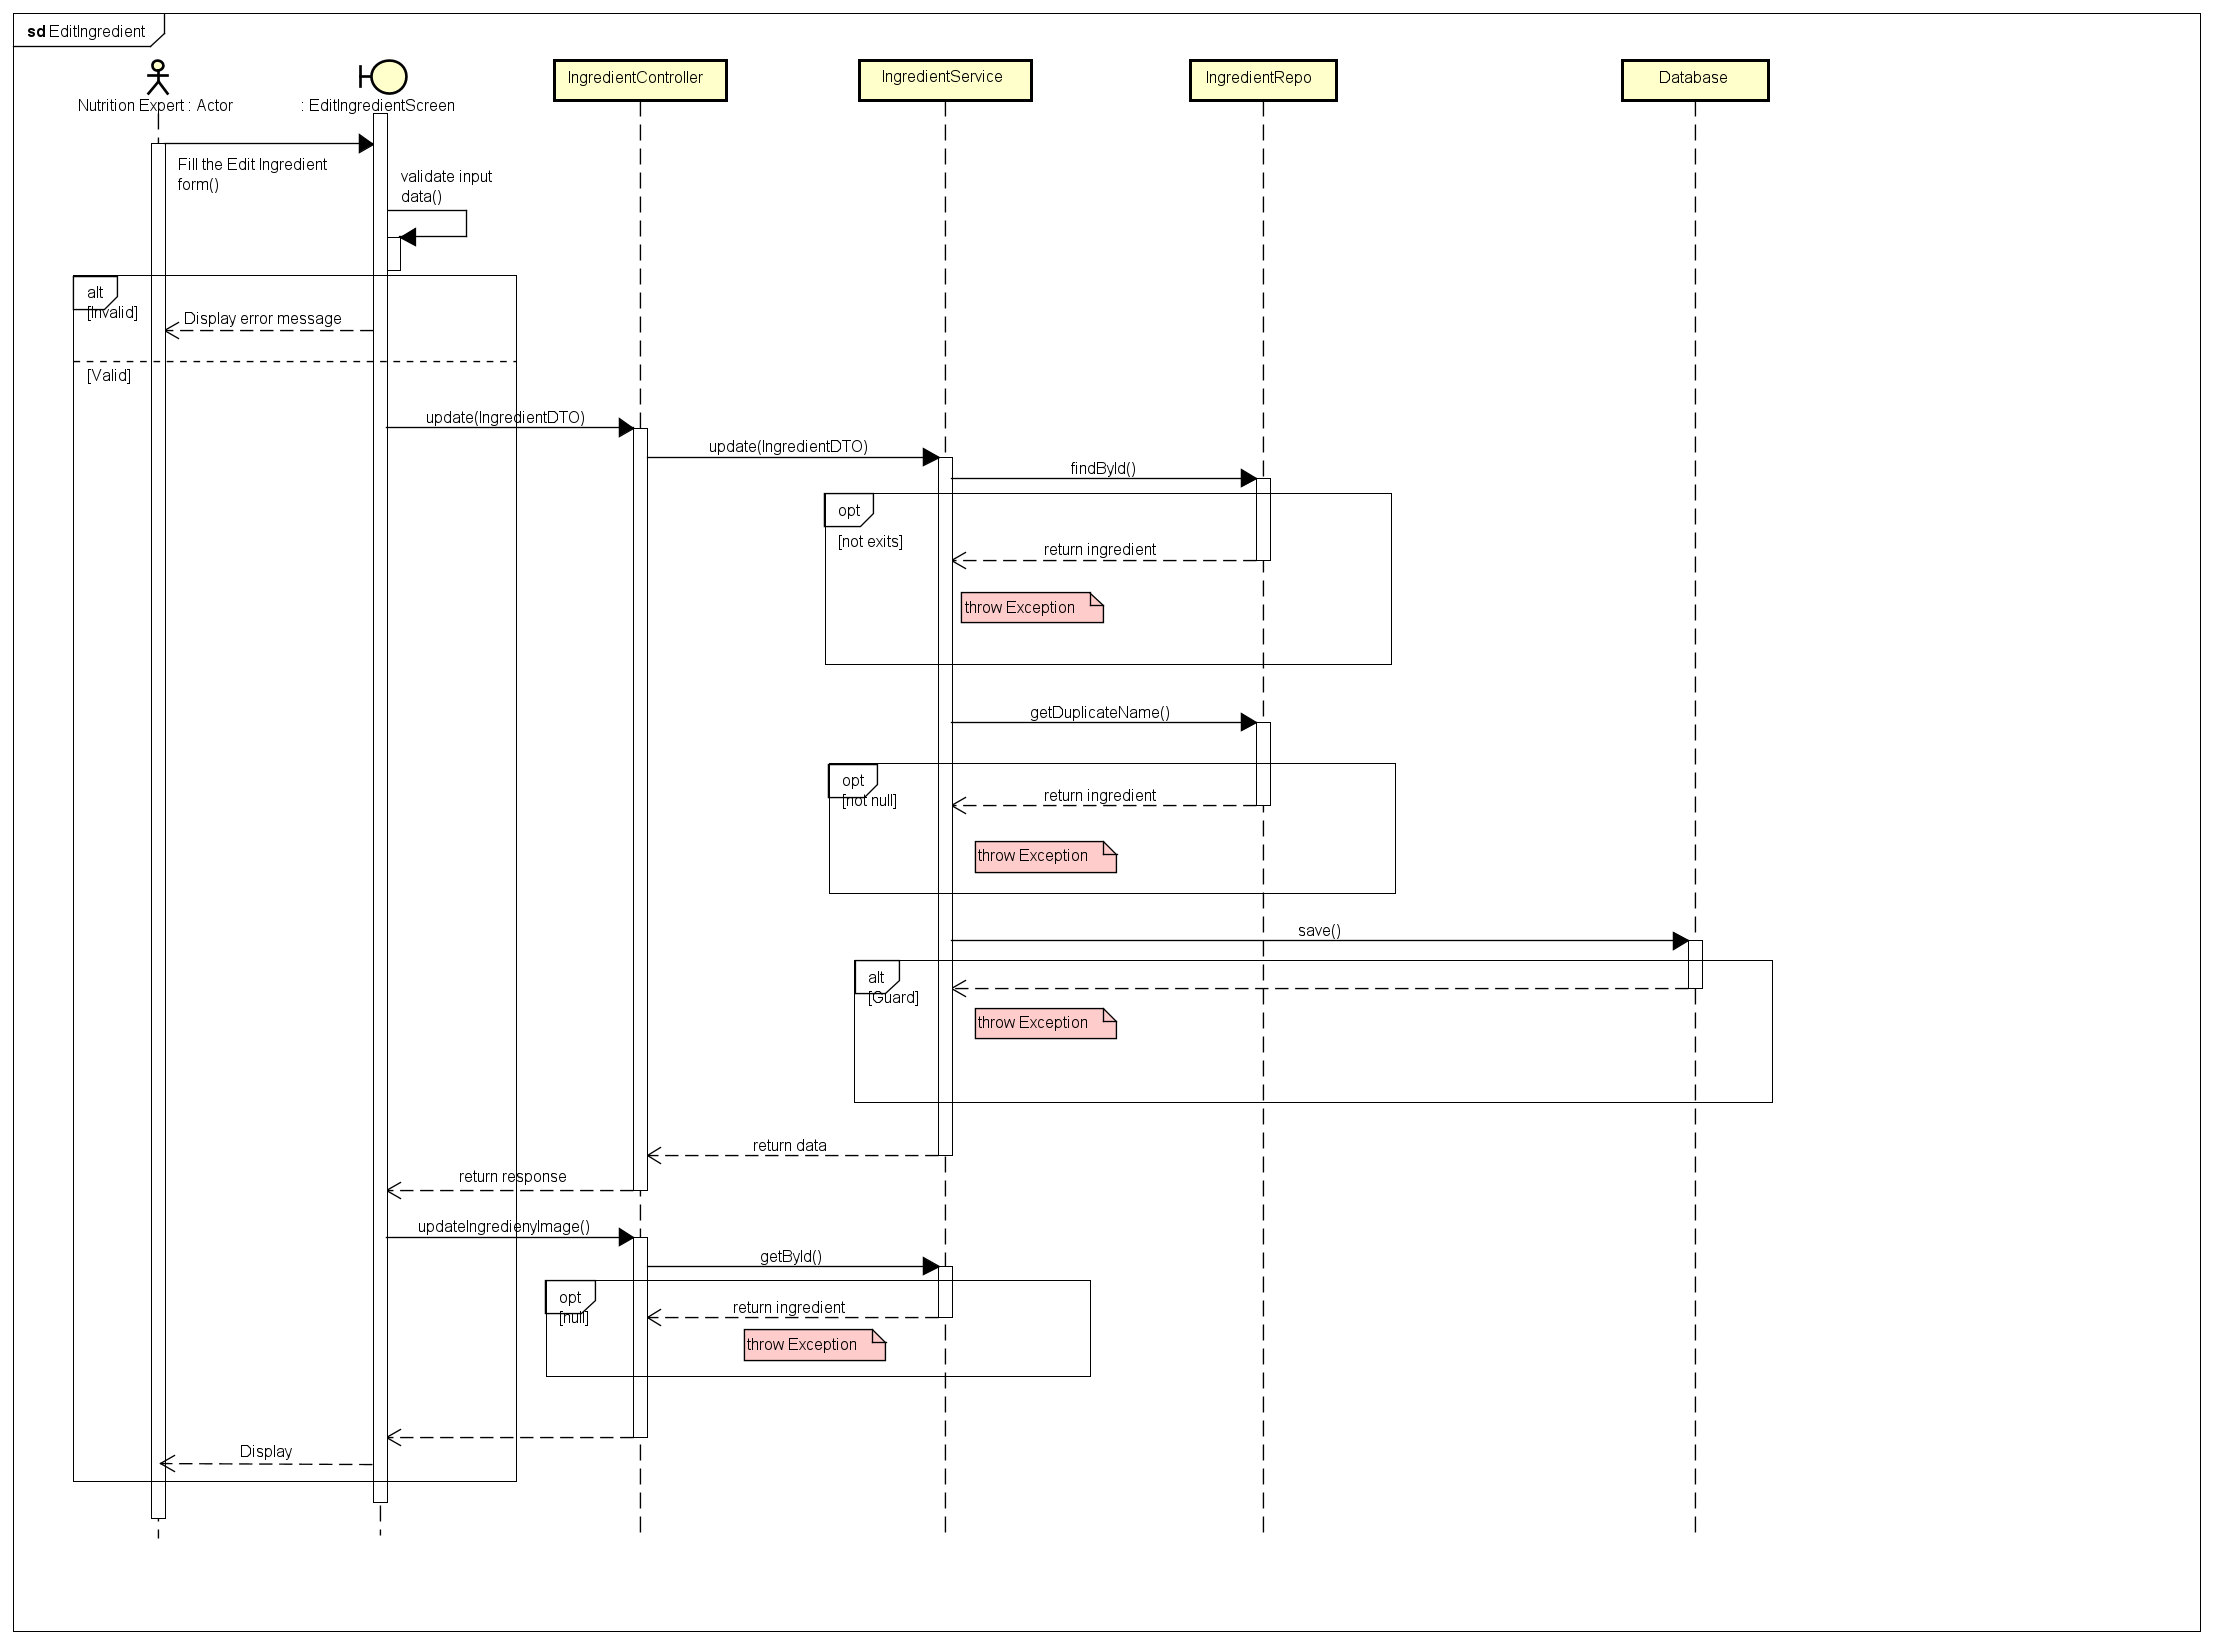 sd EditIngredient
Nutrition Expert : Actor
: EditIngredientScreen
IngredientController
IngredientService
IngredientRepo
Database
Fill the Edit Ingredient
form()
validate input
data()
alt
[Invalid]
Display error message
[Valid]
update(IngredientDTO)
update(IngredientDTO)
findById()
opt
[not exits]
return ingredient
throw Exception
getDuplicateName()
opt
[not null]
return ingredient
throw Exception
save()
alt
[Guard]
throw Exception
return data
return response
updateIngredienyImage()
getById()
opt
[null]
return ingredient
throw Exception
Display